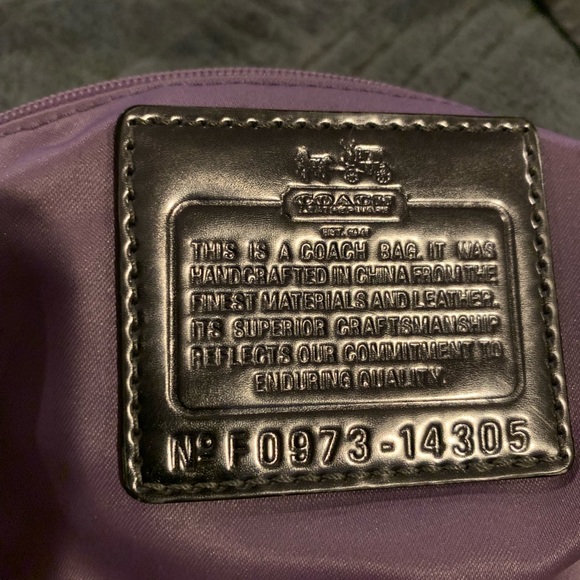 COACH
LEATHERWARE
EST. 1941
THIS IS A COACH BAG. IT WAS
HANDCRAFTED IN CHINA FROM THE
FINEST MATERIALS AND LEATHER.
ITS SUPERIOR CRAFTSMANSHIP
REFLECTS OUR COMMITMENT TO
ENDURING QUALITY.
Nº F0973-14305